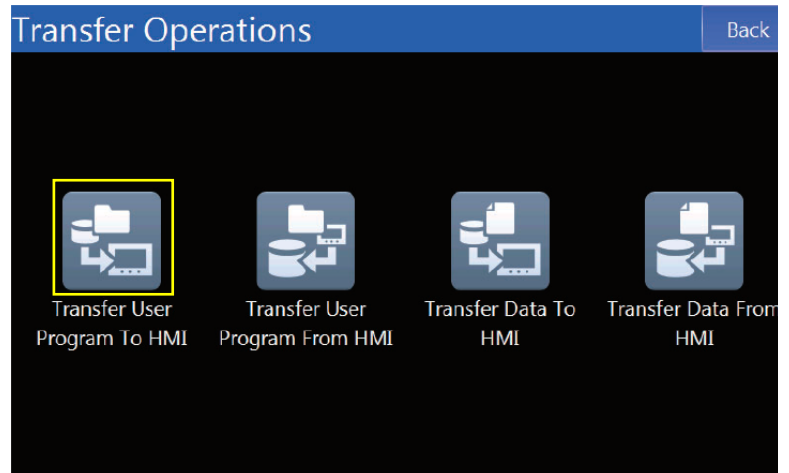 Transfer Operations
Back
Transfer User
Program To HMI
Transfer User
Program From HMI
Transfer Data To
HMI
Transfer Data From
HMI